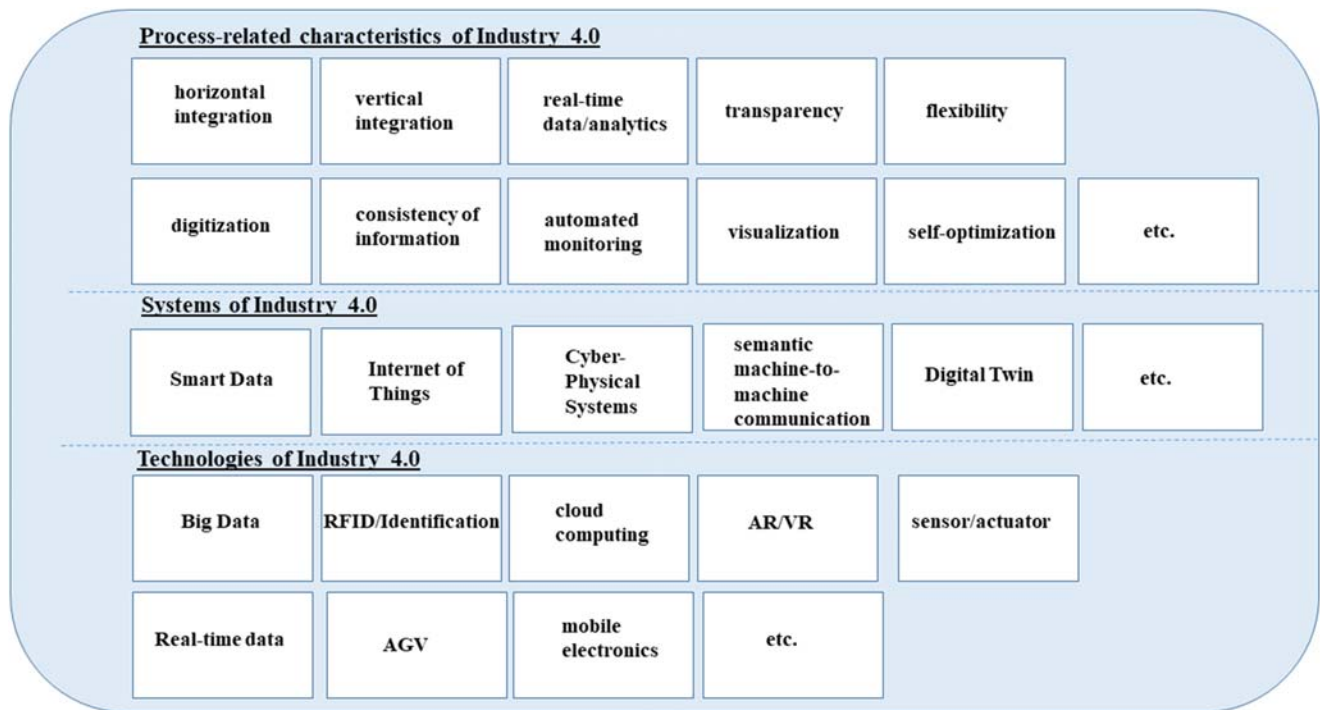 Process-related characteristics of Industry 4.0
horizontal
integration
vertical
integration
real-time
data/analytics
transparency
flexibility
digitization
consistency of
information
automated
monitoring
visualization
self-optimization
etc.
Systems of Industry 4.0
Smart Data
Internet of
Things
Cyber-
Physical
Systems
semantic
machine-to-
machine
communication
Digital Twin
etc.
Technologies of Industry 4.0
Big Data
RFID/Identification
cloud
computing
AR/VR
sensor/actuator
Real-time data
AGV
mobile
electronics
etc.